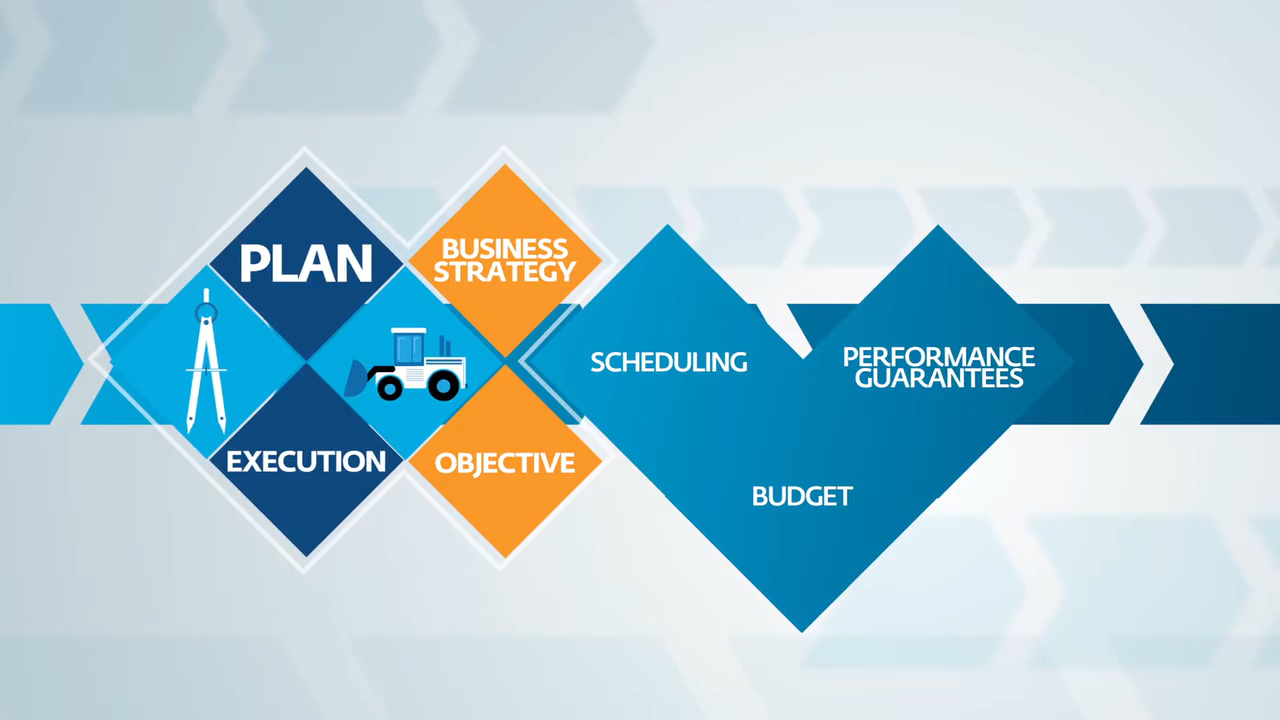 PLAN
BUSINESS
STRATEGY
SCHEDULING
PERFORMANCE
GUARANTEES
EXECUTION
OBJECTIVE
BUDGET